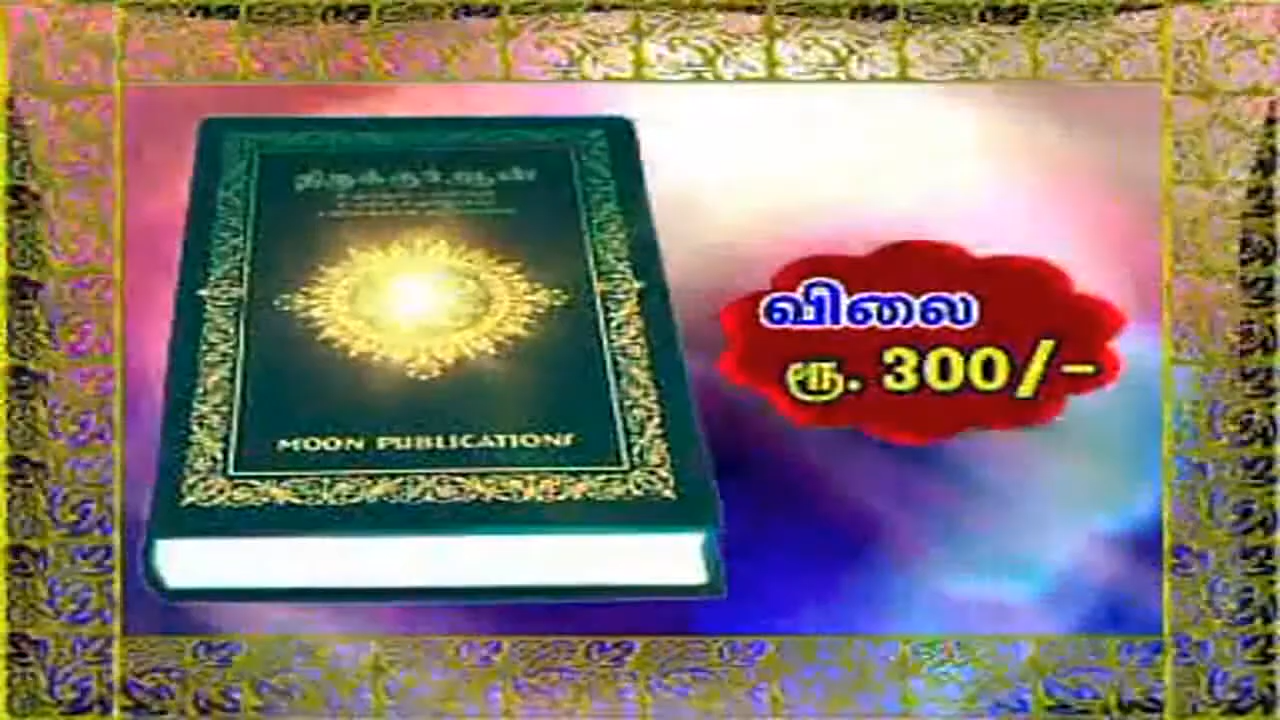 திருக்குர்ஆன்
MOON PUBLICATIONS
விலை
ரூ. 300/-